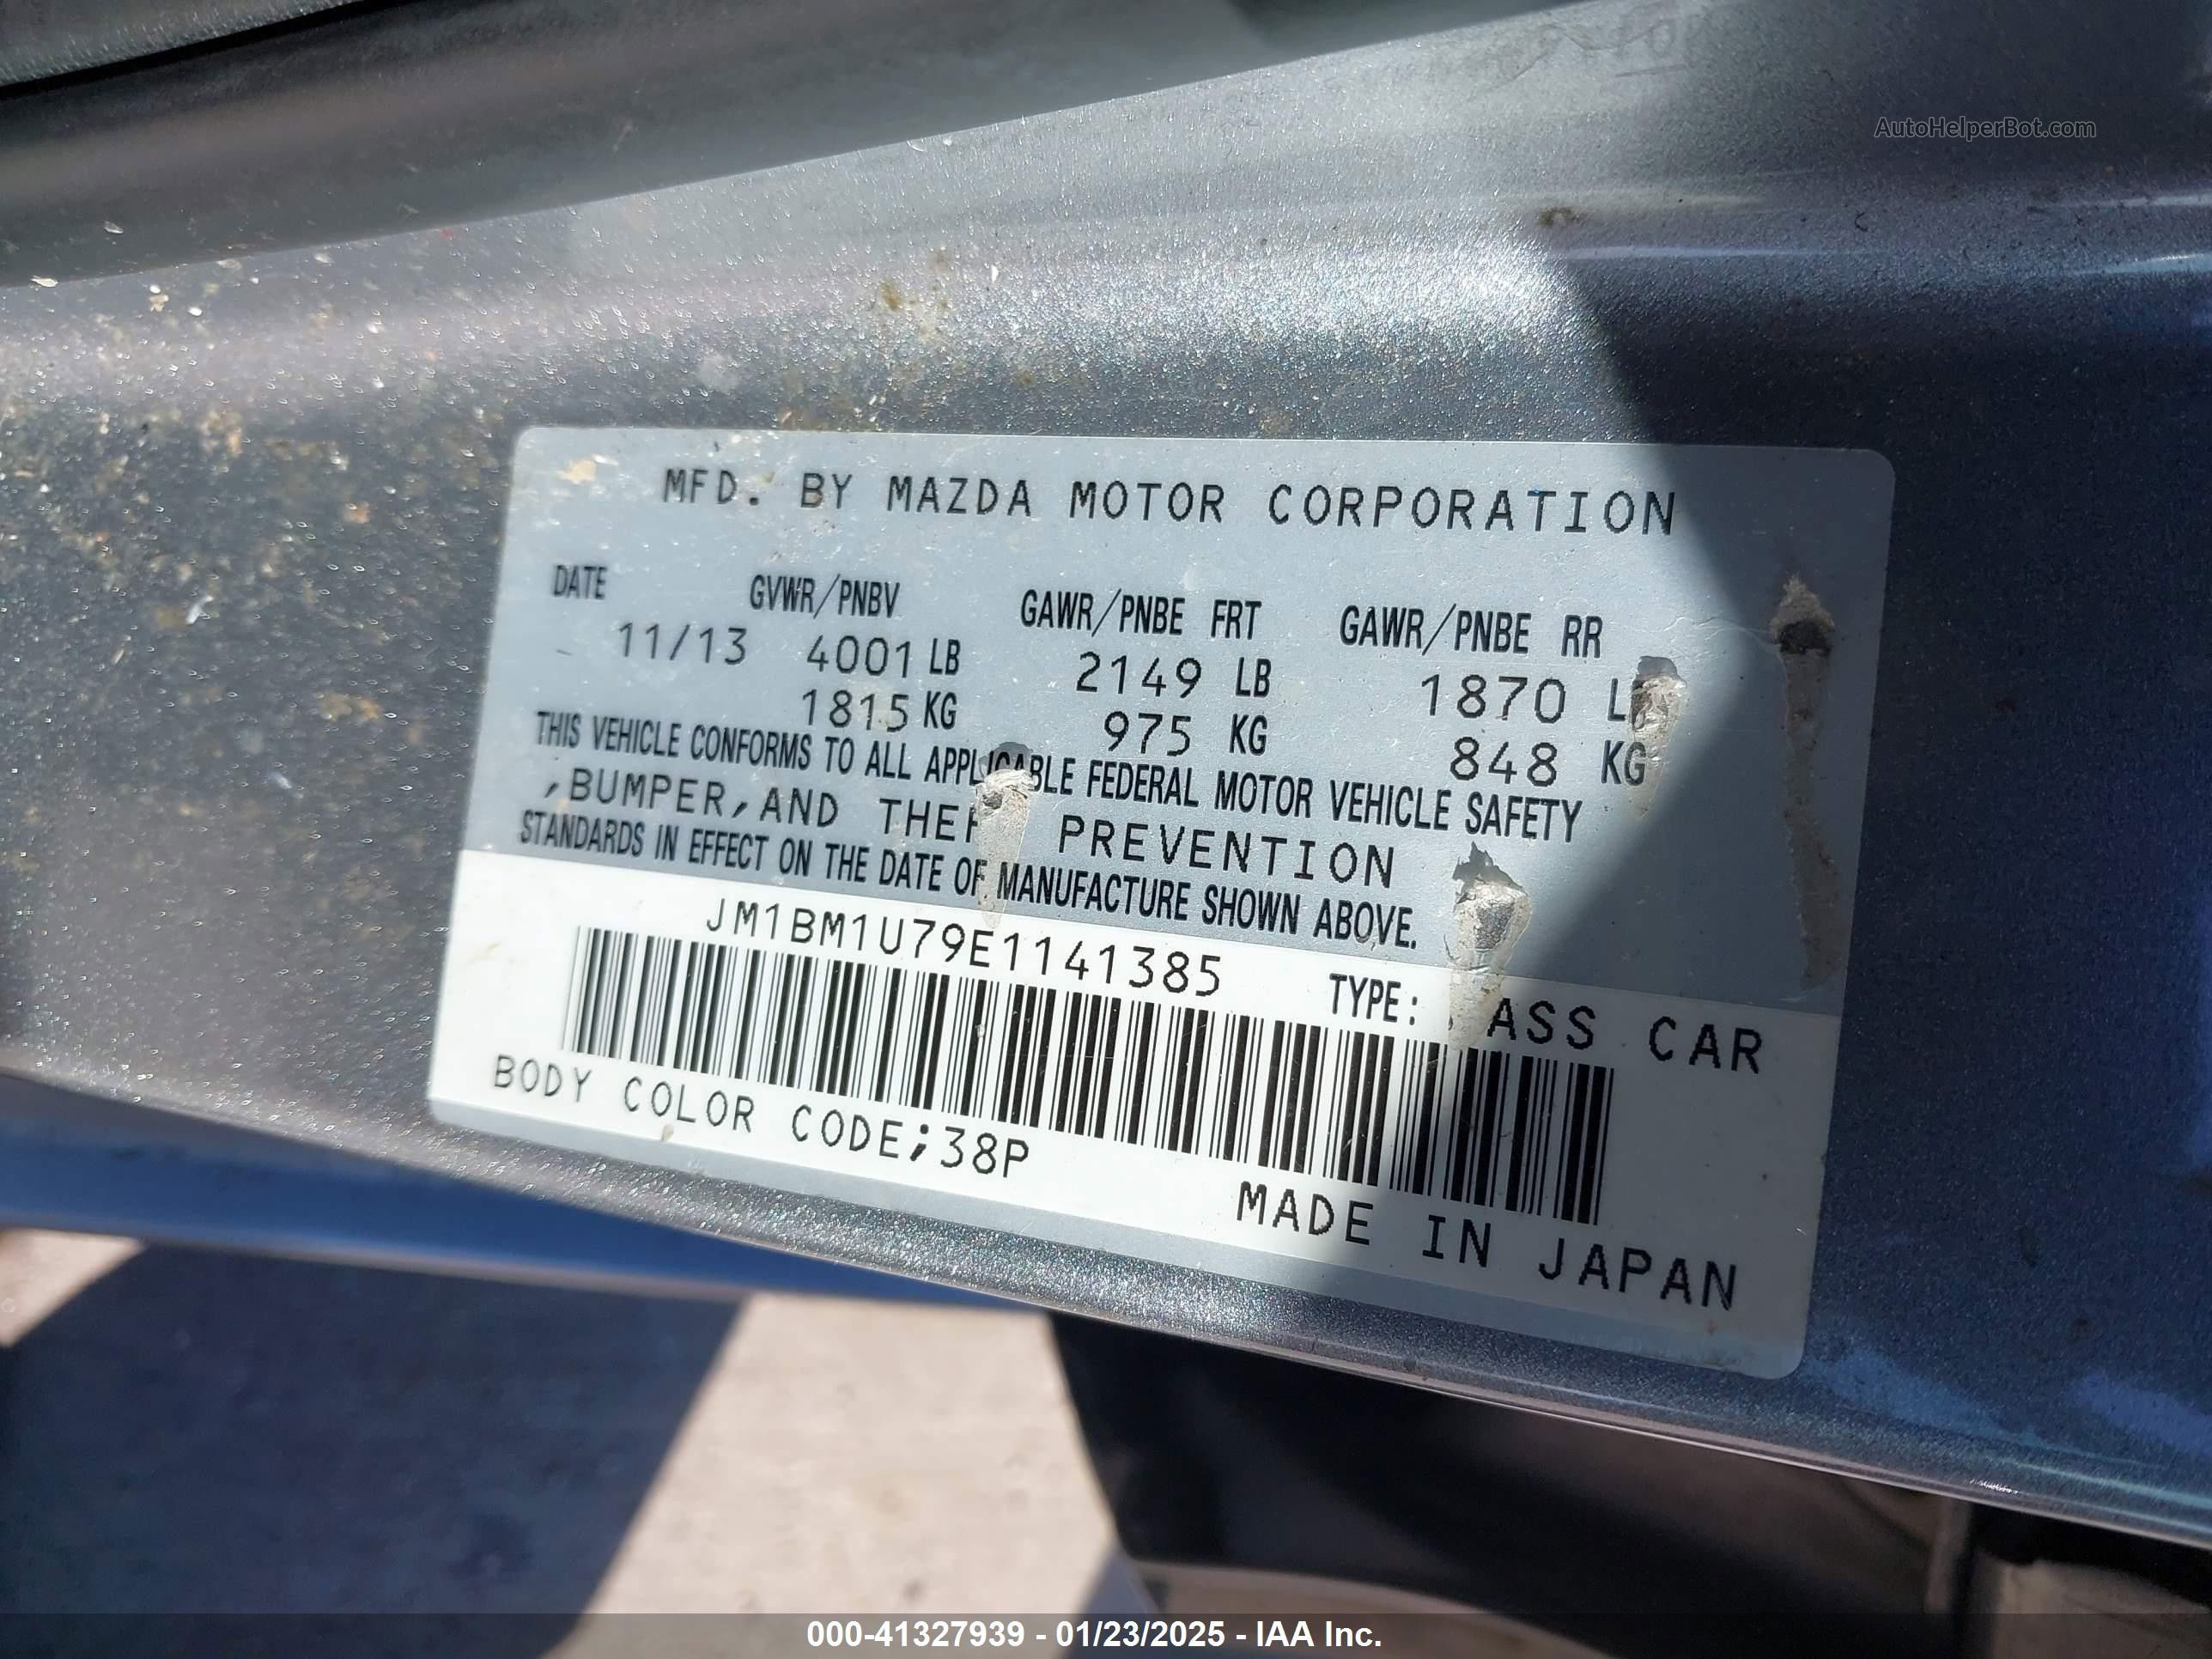 AutoHelperBot.com
MFD. BY MAZDA MOTOR CORPORATION
DATE GVWR/PNBV GAWR/PNBE FRT GAWR/PNBE RR
11/13 4001 LB 2149 LB 1870 LB
1815 KG 975 KG 848 KG
THIS VEHICLE CONFORMS TO ALL APPLICABLE FEDERAL MOTOR VEHICLE SAFETY
,BUMPER,AND THEFT PREVENTION
STANDARDS IN EFFECT ON THE DATE OF MANUFACTURE SHOWN ABOVE.
JM1BM1U79E1141385 TYPE: PASS CAR
BODY COLOR CODE;38P
MADE IN JAPAN
000-41327939 - 01/23/2025 - IAA Inc.